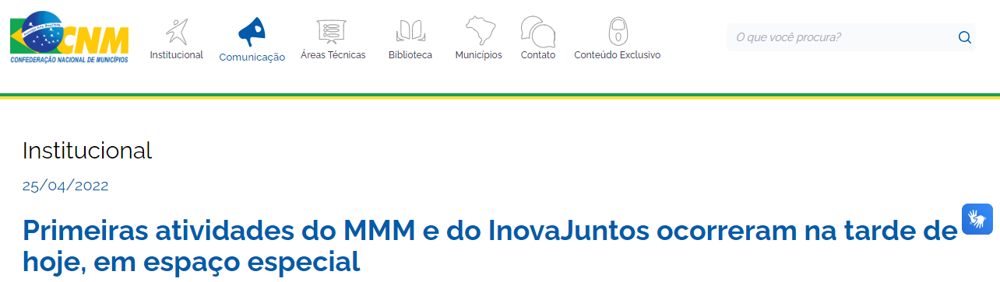 CNM
CONFEDERAÇÃO NACIONAL DE MUNICÍPIOS
Institucional
Comunicação
Áreas Técnicas
Biblioteca
Municípios
Contato
Conteúdo Exclusivo
O que você procura?
Institucional
25/04/2022
Primeiras atividades do MMM e do InovaJuntos ocorreram na tarde de
hoje, em espaço especial